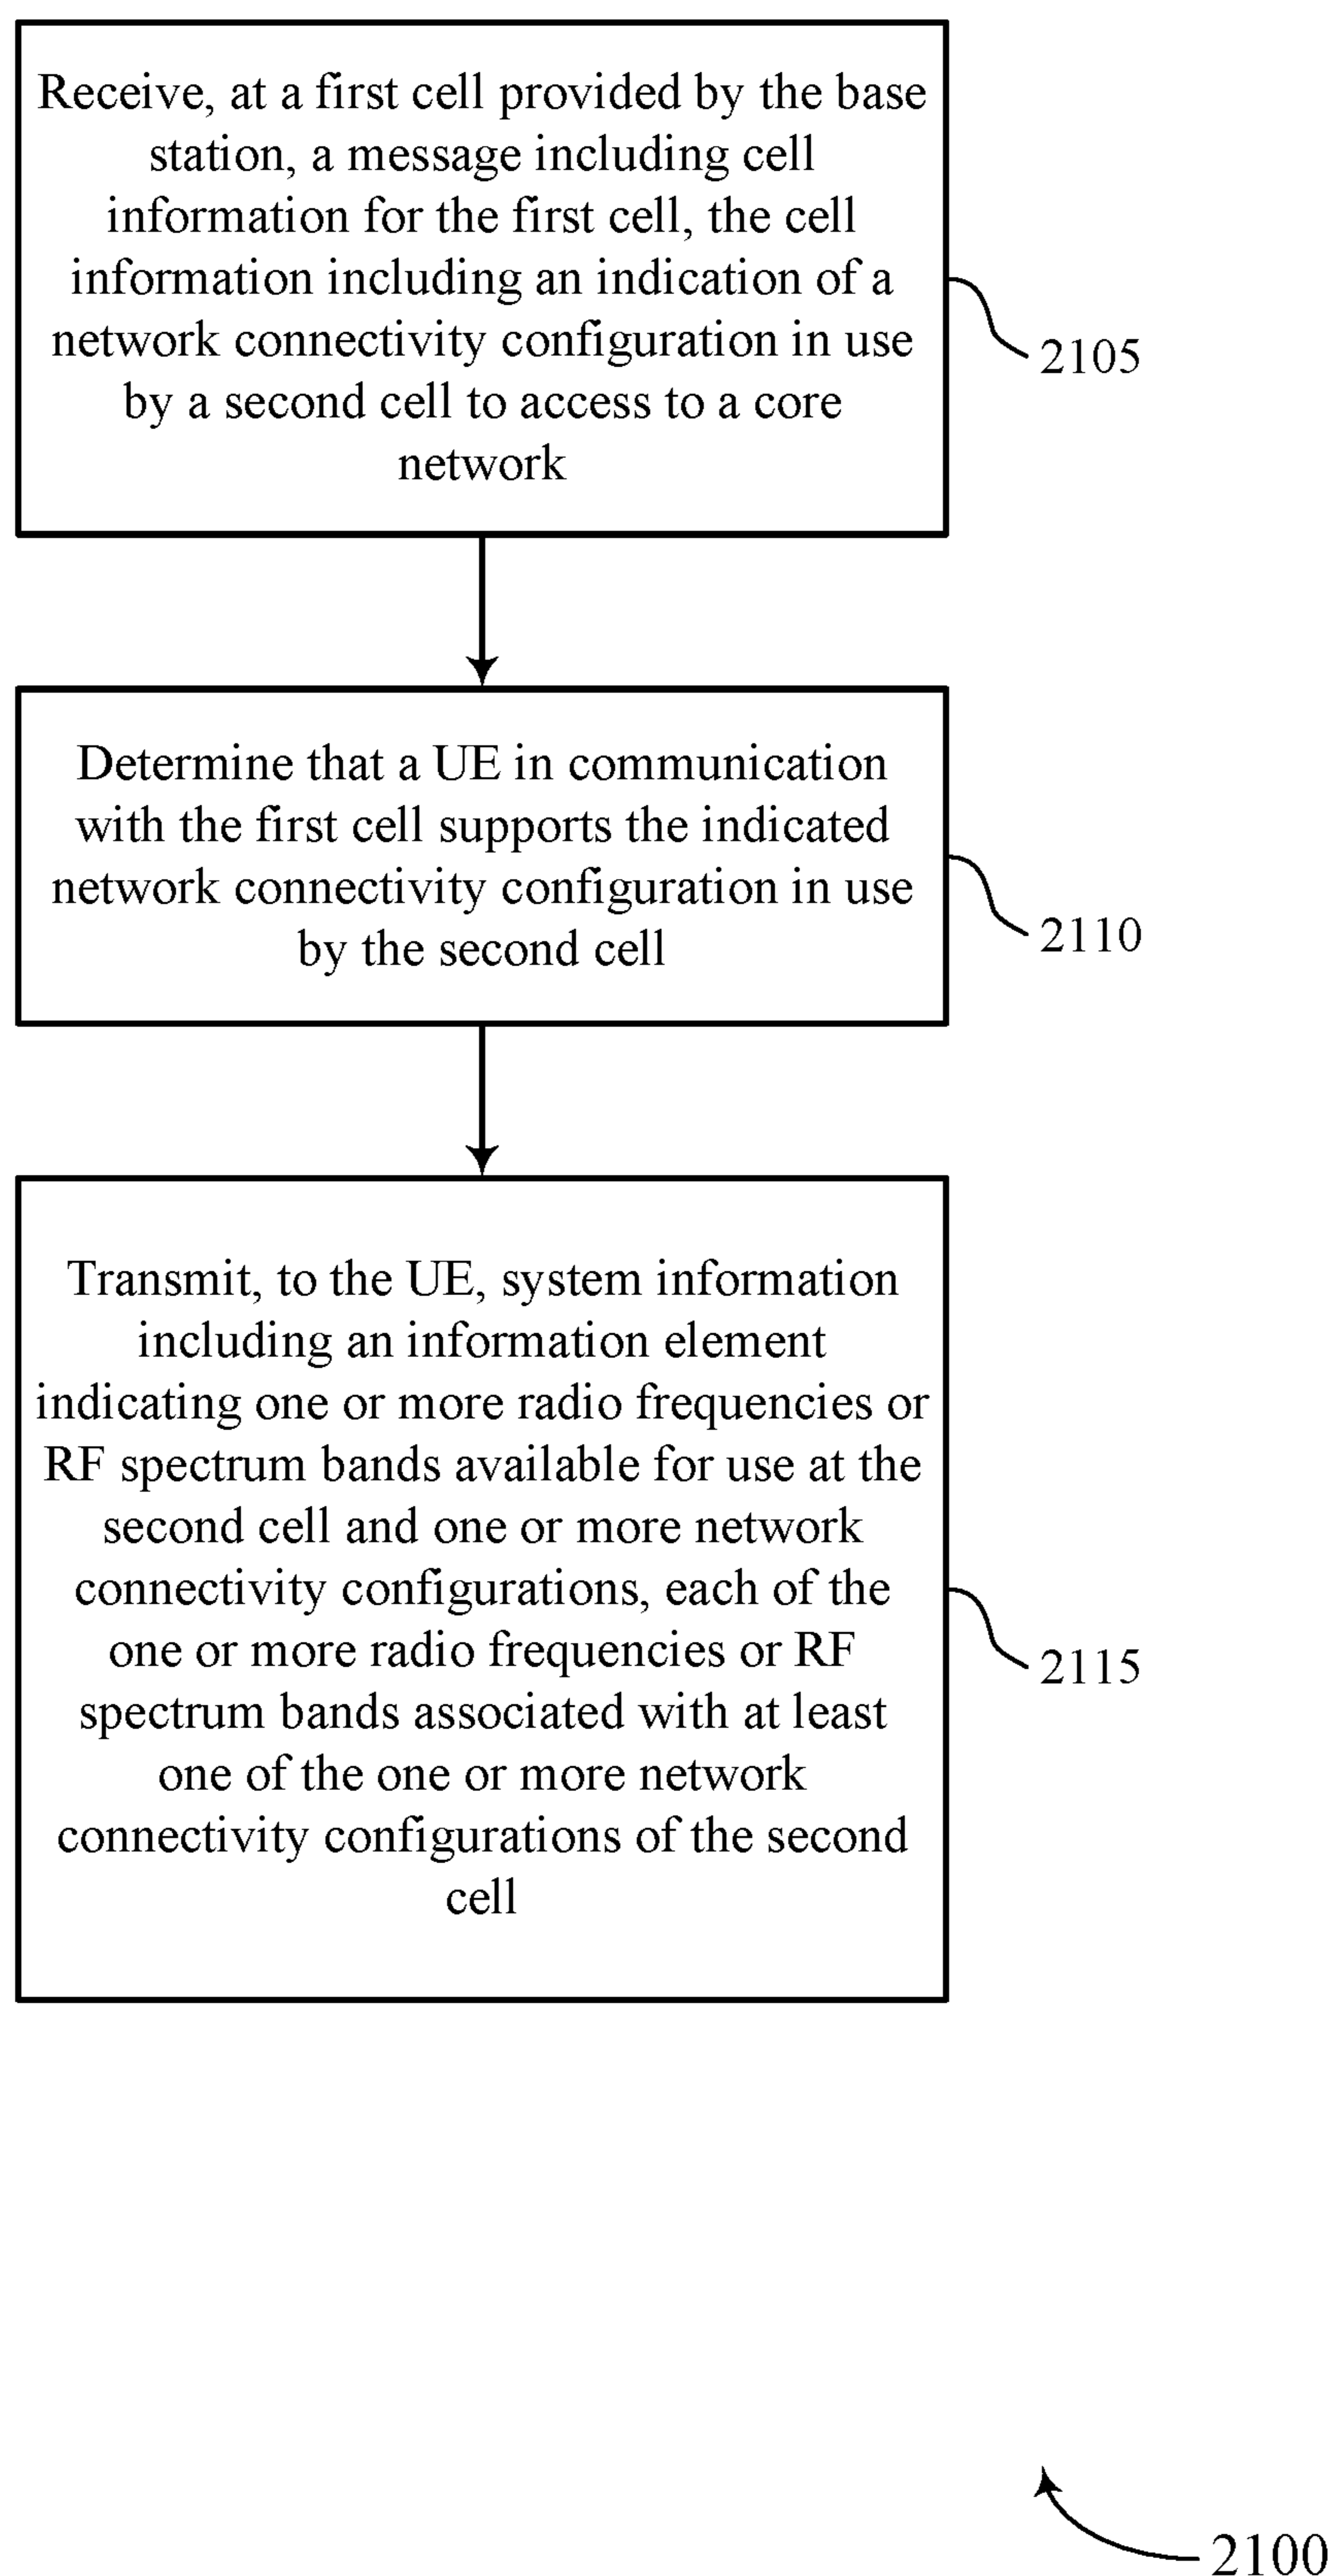 Receive, at a first cell provided by the base
station, a message including cell
information for the first cell, the cell
information including an indication of a
network connectivity configuration in use
by a second cell to access to a core
network
2105
Determine that a UE in communication
with the first cell supports the indicated
network connectivity configuration in use
by the second cell
2110
Transmit, to the UE, system information
including an information element
indicating one or more radio frequencies or
RF spectrum bands available for use at the
second cell and one or more network
connectivity configurations, each of the
one or more radio frequencies or RF
spectrum bands associated with at least
one of the one or more network
connectivity configurations of the second
cell
2115
2100